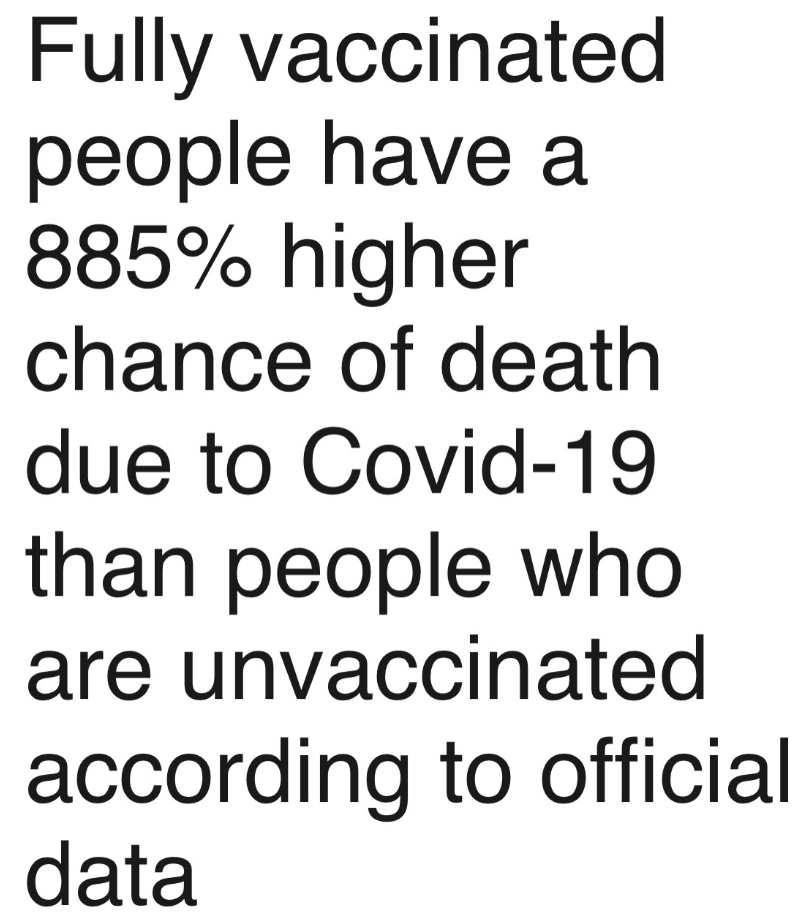 Fully vaccinated
people have a
885% higher
chance of death
due to Covid-19
than people who
are unvaccinated
according to official
data